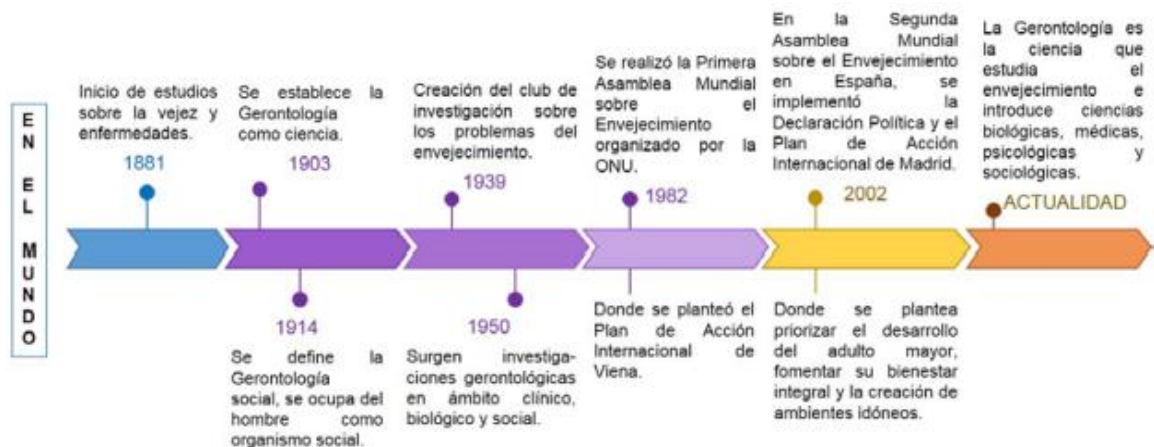 EN EL MUNDO
Inicio de estudios
sobre la vejez y
enfermedades.
1881
Se establece la
Gerontología
como ciencia.
1903
1914
Se define la
Gerontología
social, se ocupa del
hombre como
organismo social.
Creación del club de
investigación sobre
los problemas del
envejecimiento.
1939
1950
Surgen investiga-
ciones gerontológicas
en ámbito clínico,
biológico y social.
Se realizó la Primera
Asamblea Mundial
sobre el
Envejecimiento
organizado por la
ONU.
1982
Donde se planteó el
Plan de Acción
Internacional de
Viena.
En la Segunda
Asamblea Mundial
sobre el Envejecimiento
en España, se
implementó la
Declaración Política y el
Plan de Acción
Internacional de Madrid.
2002
Donde se plantea
priorizar el desarrollo
del adulto mayor,
fomentar su bienestar
integral y la creación de
ambientes idóneos.
La Gerontología es
la ciencia que
estudia el
envejecimiento e
introduce ciencias
biológicas, médicas,
psicológicas y
sociológicas.
ACTUALIDAD